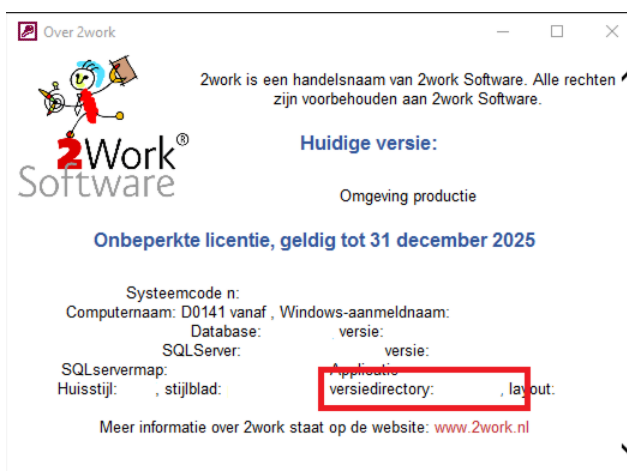 Over 2work
2work is een handelsnaam van 2work Software. Alle rechten
zijn voorbehouden aan 2work Software.
2Work®
Software
Huidige versie:
Omgeving productie
Onbeperkte licentie, geldig tot 31 december 2025
Systeemcode n:
Computernaam: D0141 vanaf , Windows-aanmeldnaam:
Database: versie:
SQLServer: versie:
SQLservermap: Applicatie
Huisstijl: , stijlblad: versiedirectory: , layout:
Meer informatie over 2work staat op de website: www.2work.nl